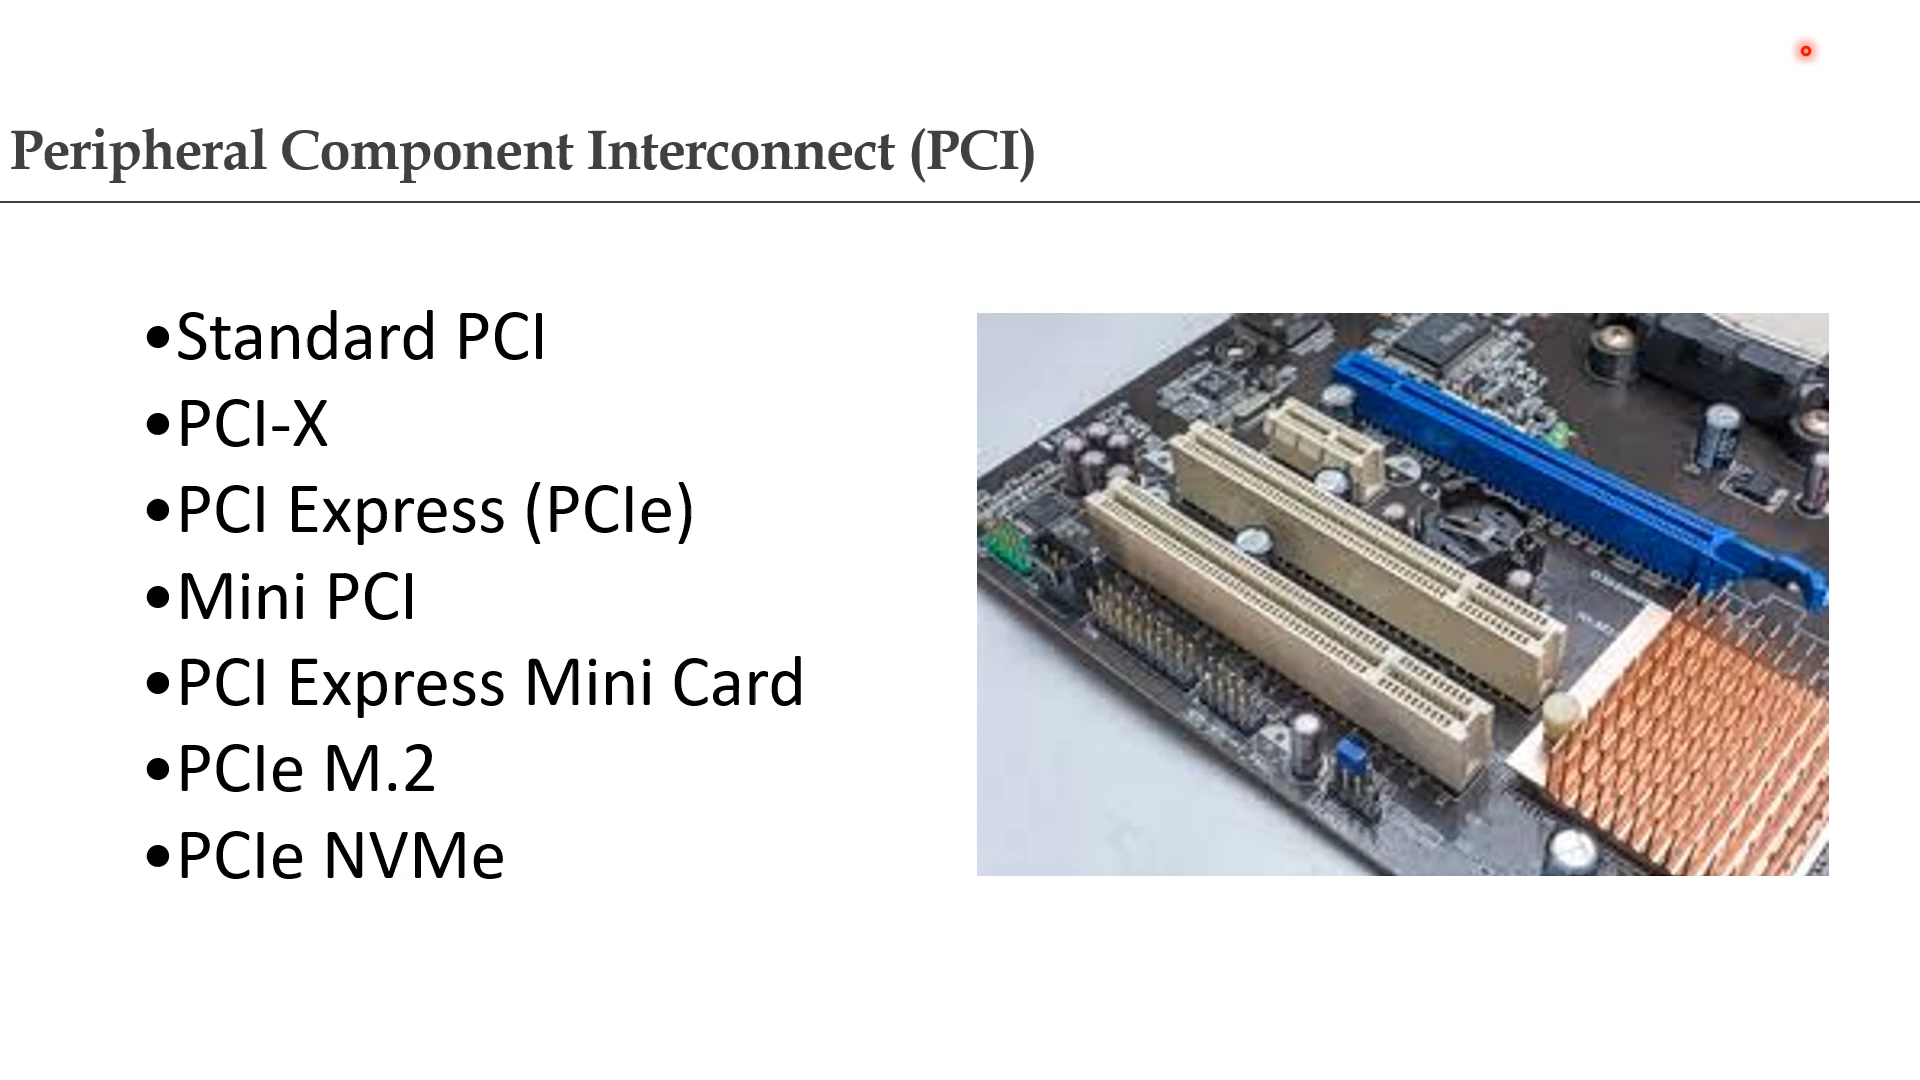 Peripheral Component Interconnect (PCI)
•Standard PCI
•PCI-X
•PCI Express (PCIe)
•Mini PCI
•PCI Express Mini Card
•PCIe M.2
•PCIe NVMe